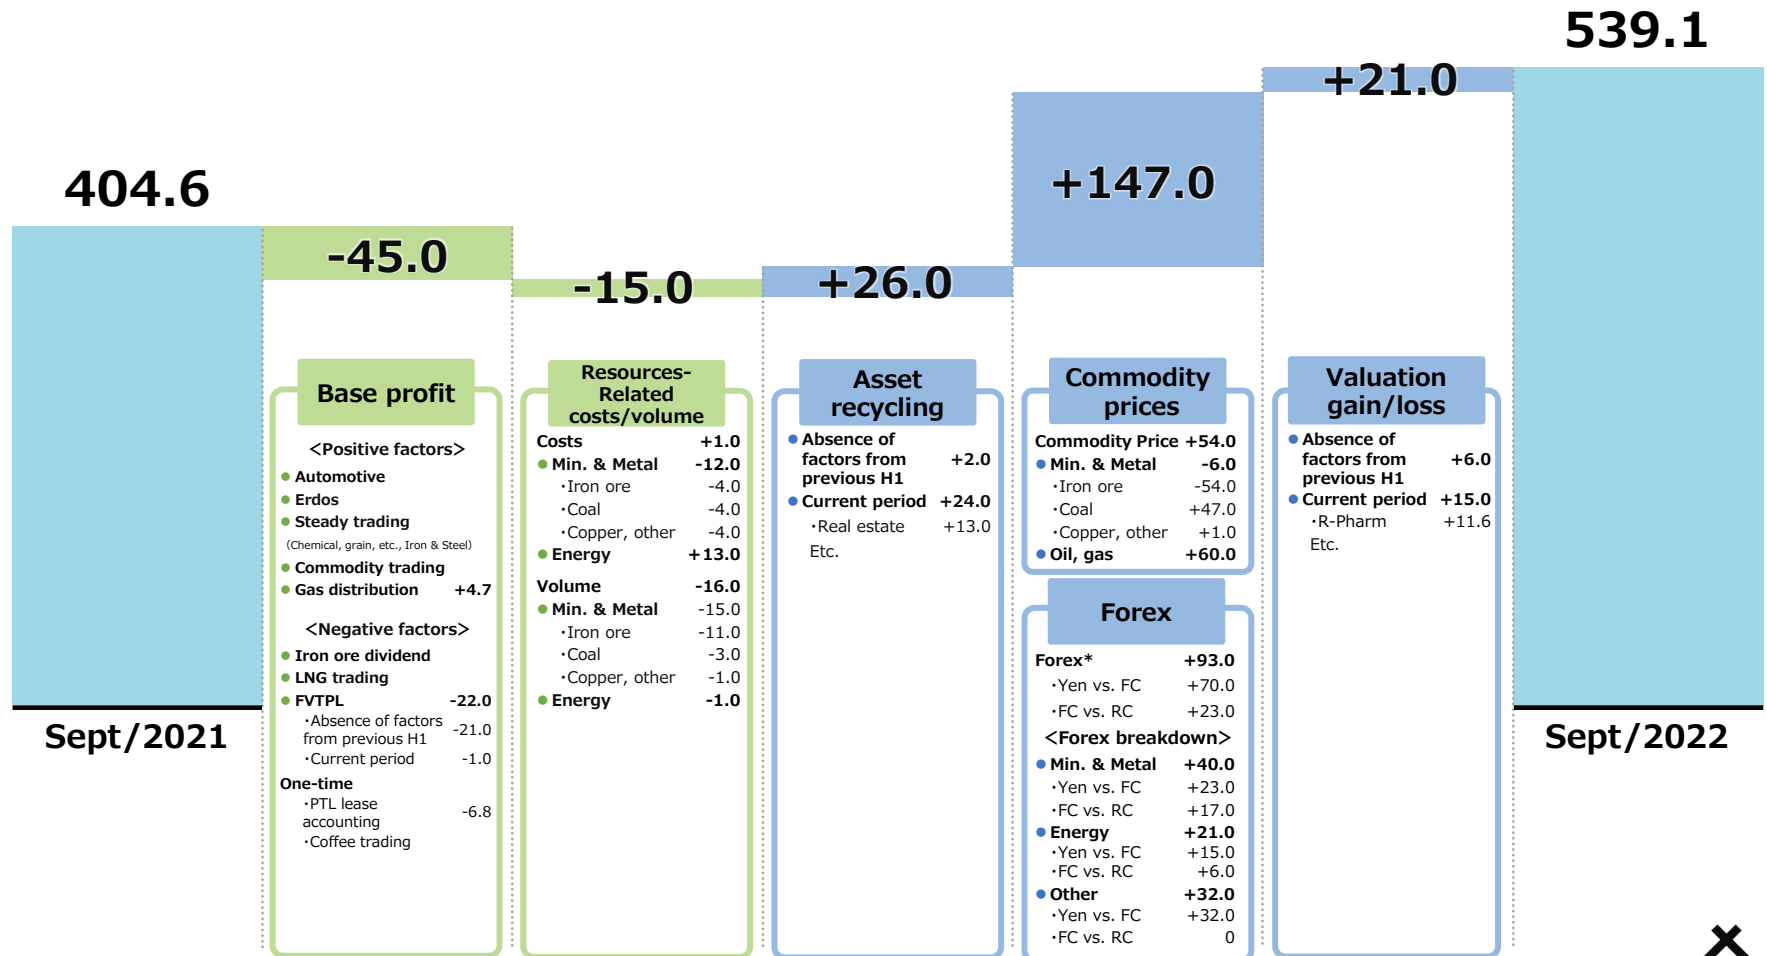 404.6
-45.0
-15.0
+26.0
+147.0
+21.0
539.1
Sept/2021
Base profit
<Positive factors>
● Automotive
● Erdos
● Steady trading
(Chemical, grain, etc., Iron & Steel)
● Commodity trading
● Gas distribution +4.7
<Negative factors>
● Iron ore dividend
● LNG trading
● FVTPL -22.0
・Absence of factors
from previous H1 -21.0
・Current period -1.0
One-time
・PTL lease
accounting -6.8
・Coffee trading
Resources-
Related
costs/volume
Costs +1.0
● Min. & Metal -12.0
・Iron ore -4.0
・Coal -4.0
・Copper, other -4.0
● Energy +13.0
Volume -16.0
● Min. & Metal -15.0
・Iron ore -11.0
・Coal -3.0
・Copper, other -1.0
● Energy -1.0
Asset
recycling
● Absence of
factors from +2.0
previous H1
● Current period +24.0
・Real estate +13.0
Etc.
Commodity
prices
Commodity Price +54.0
● Min. & Metal -6.0
・Iron ore -54.0
・Coal +47.0
・Copper, other +1.0
● Oil, gas +60.0
Forex
Forex* +93.0
・Yen vs. FC +70.0
・FC vs. RC +23.0
<Forex breakdown>
● Min. & Metal +40.0
・Yen vs. FC +23.0
・FC vs. RC +17.0
● Energy +21.0
・Yen vs. FC +15.0
・FC vs. RC +6.0
● Other +32.0
・Yen vs. FC +32.0
・FC vs. RC 0
Valuation
gain/loss
● Absence of
factors from +6.0
previous H1
● Current period +15.0
・R-Pharm +11.6
Etc.
Sept/2022